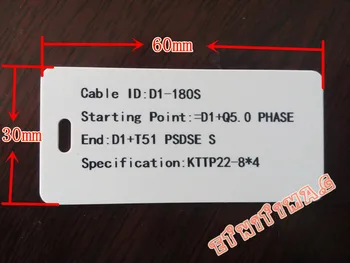 60mm
30mm
Cable ID:D1-180S
Starting Point:=D1+Q5.0 PHASE
End:D1+T51 PSDSE S
Specification:KTTP22-8*4